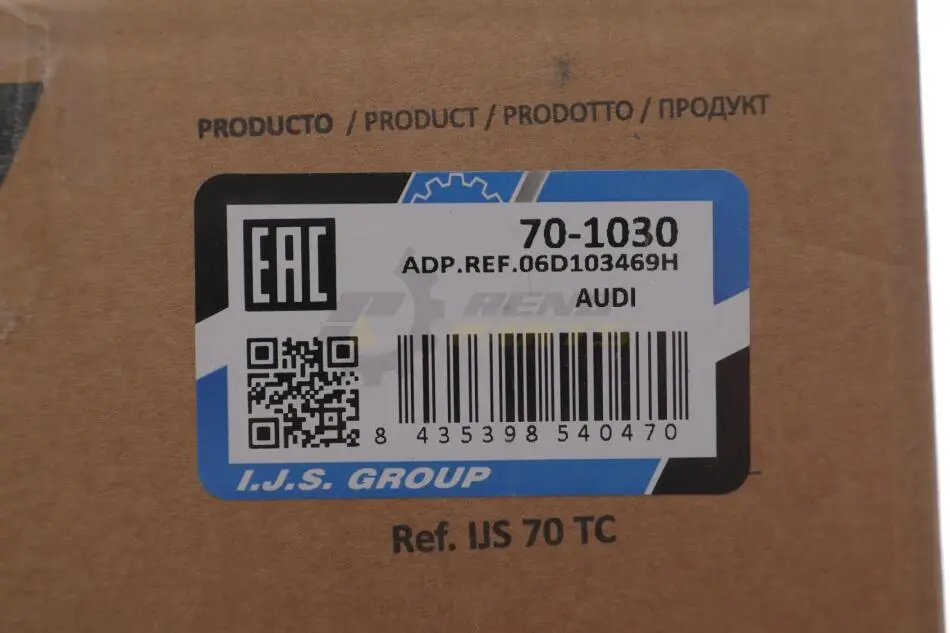 PRODUCTO / PRODUCT / PRODOTTO / ПРОДУКТ
EAC
70-1030
ADP.REF.06D103469H
AUDI
8 435398 540470
I.J.S. GROUP
Ref. IJS 70 TC